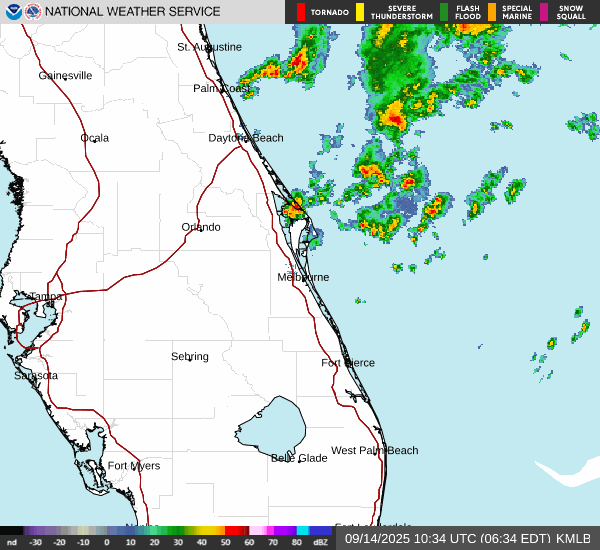 NATIONAL WEATHER SERVICE
TORNADO
SEVERE THUNDERSTORM
FLASH FLOOD
SPECIAL MARINE
SNOW SQUALL
St. Augustine
Gainesville
Palm Coast
Ocala
Daytona Beach
Orlando
Melbourne
Tampa
Sebring
Fort Pierce
Sarasota
West Palm Beach
Belle Glade
Fort Myers
Fort Lauderdale
nd -30 -20 -10 0 10 20 30 40 50 60 70 80 dBZ
09/14/2025 10:34 UTC (06:34 EDT) KMLB